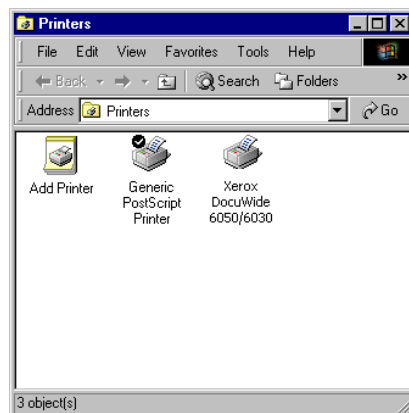 Printers
File Edit View Favorites Tools Help
Back Search Folders »
Address Printers Go
Add Printer
Generic
PostScript
Printer
Xerox
DocuWide
6050/6030
3 object(s)